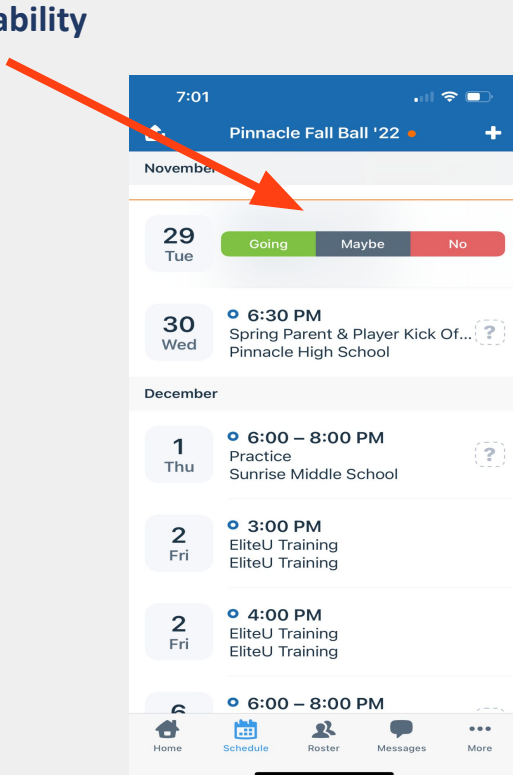 ability
7:01
Pinnacle Fall Ball '22
November
29
Tue
Going Maybe No
30
Wed
6:30 PM
Spring Parent & Player Kick Of...
Pinnacle High School
?
December
1
Thu
6:00 – 8:00 PM
Practice
Sunrise Middle School
?
2
Fri
3:00 PM
EliteU Training
EliteU Training
2
Fri
4:00 PM
EliteU Training
EliteU Training
6
6:00 – 8:00 PM
Home Schedule Roster Messages More